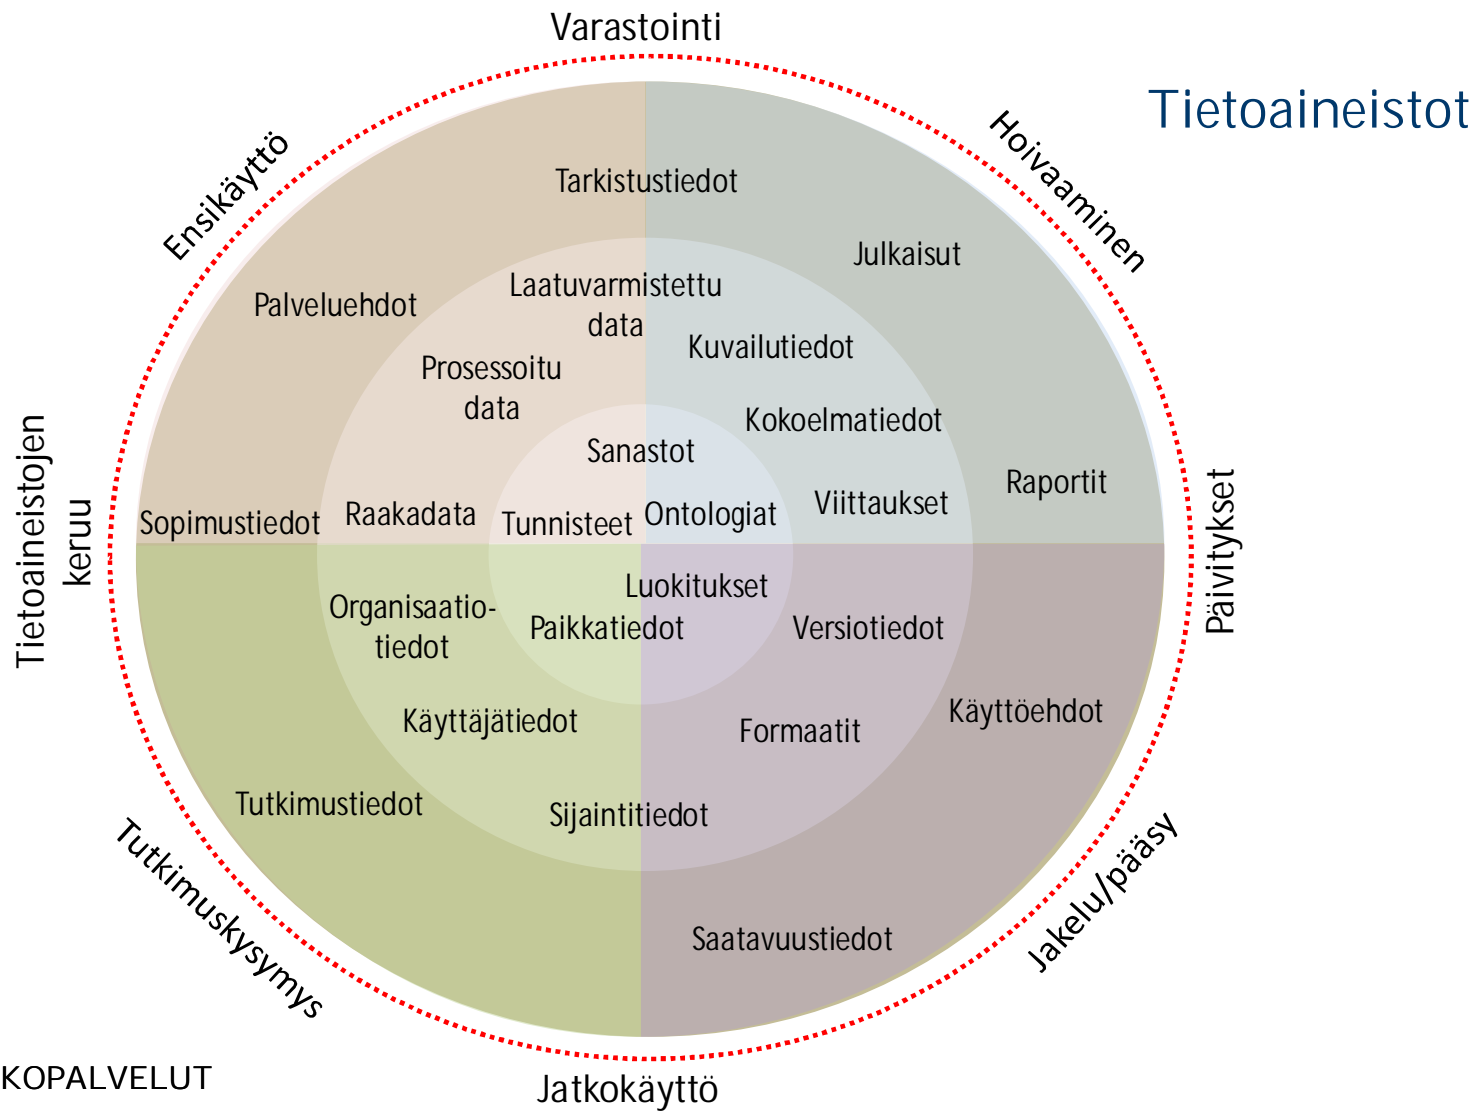 Varastointi
Tietoaineistot
Hoivaaminen
Ensikäyttö
Tarkistustiedot
Julkaisut
Laatuvarmistettu
data
Palveluehdot
Kuvailutiedot
Prosessoitu
data
Kokoelmatiedot
Sanastot
Raportit
Viittaukset
Sopimustiedot
Raakadata
Tunnisteet
Ontologiat
Tietoaineistojen
keruu
Päivitykset
Luokitukset
Organisaatio-
tiedot
Paikkatiedot
Versiotiedot
Käyttäjätiedot
Formaatit
Käyttöehdot
Tutkimustiedot
Sijaintitiedot
Tutkimuskysymys
Jakelu/pääsy
Saatavuustiedot
KOPALVELUT
Jatkokäyttö